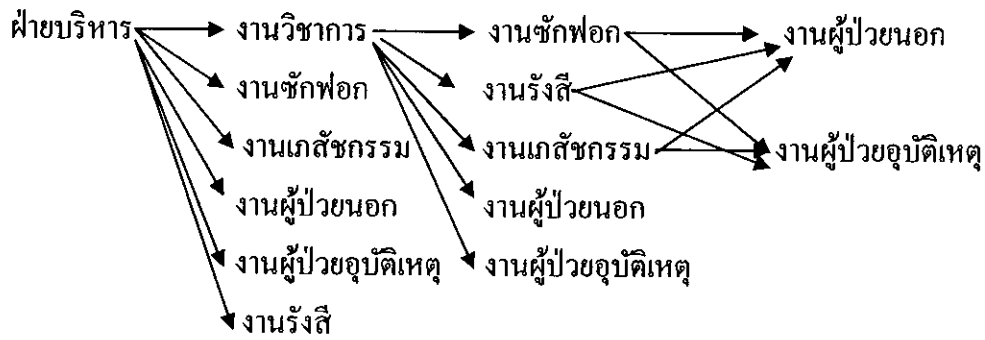 ฝ่ายบริหาร งานวิชาการ งานซักฟอก งานผู้ป่วยนอก
งานซักฟอก งานรังสี
งานเภสัชกรรม งานเภสัชกรรม งานผู้ป่วยอุบัติเหตุ
งานผู้ป่วยนอก งานผู้ป่วยนอก
งานผู้ป่วยอุบัติเหตุ งานผู้ป่วยอุบัติเหตุ
งานรังสี